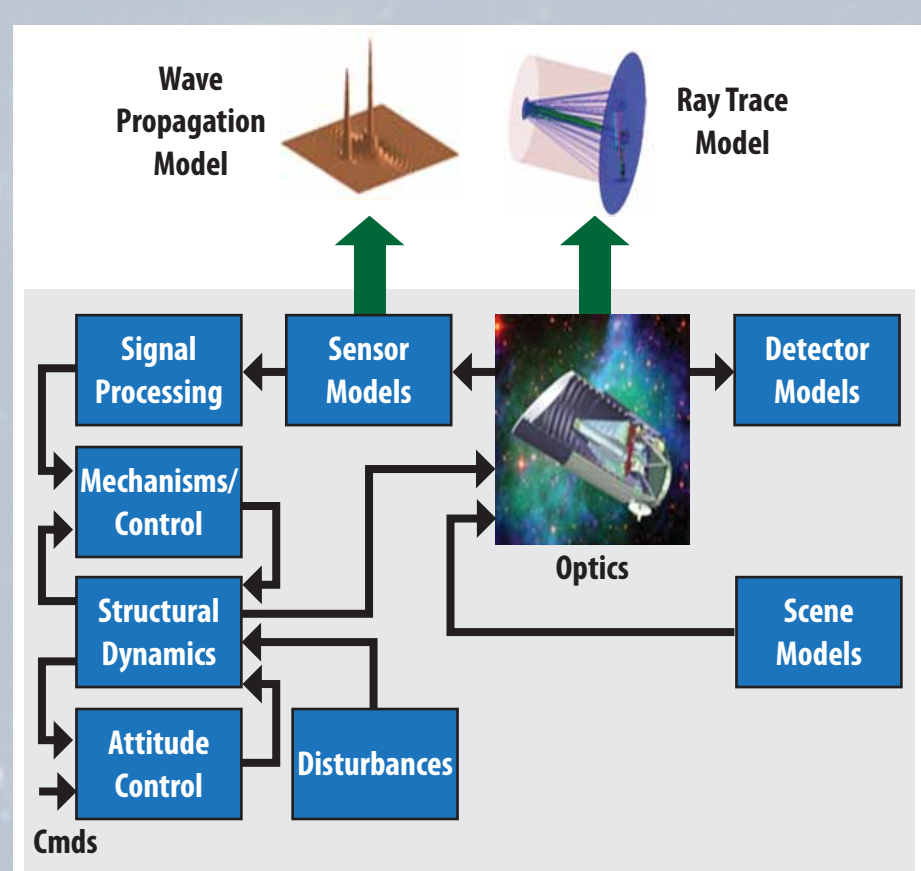 Wave
Propagation
Model
Ray Trace
Model
Signal
Processing
Sensor
Models
Detector
Models
Mechanisms/
Control
Optics
Structural
Dynamics
Scene
Models
Attitude
Control
Disturbances
Cmds